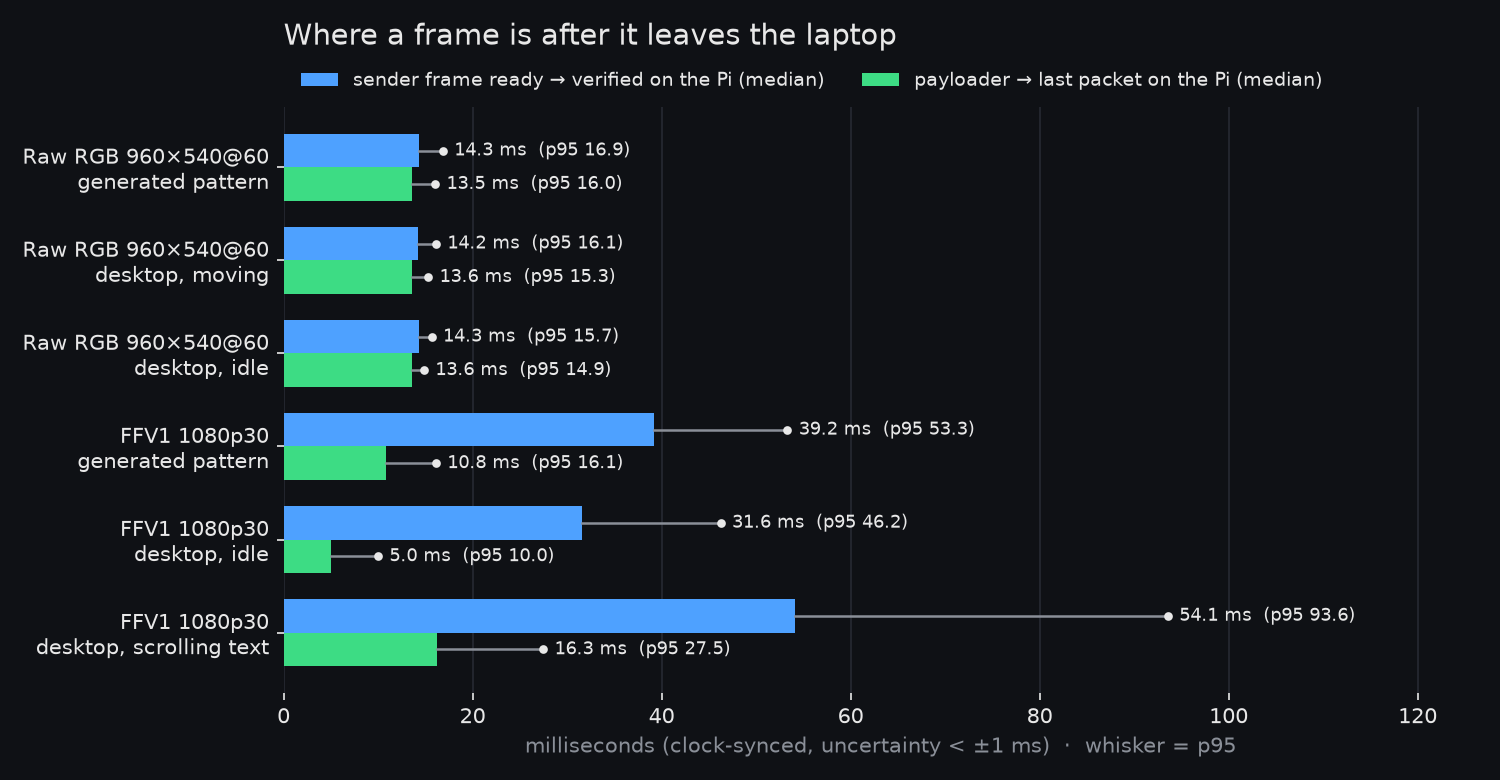 Where a frame is after it leaves the laptop
sender frame ready → verified on the Pi (median)
payloader → last packet on the Pi (median)
Raw RGB 960×540@60
generated pattern
14.3 ms (p95 16.9)
13.5 ms (p95 16.0)
Raw RGB 960×540@60
desktop, moving
14.2 ms (p95 16.1)
13.6 ms (p95 15.3)
Raw RGB 960×540@60
desktop, idle
14.3 ms (p95 15.7)
13.6 ms (p95 14.9)
FFV1 1080p30
generated pattern
39.2 ms (p95 53.3)
10.8 ms (p95 16.1)
FFV1 1080p30
desktop, idle
31.6 ms (p95 46.2)
5.0 ms (p95 10.0)
FFV1 1080p30
desktop, scrolling text
54.1 ms (p95 93.6)
16.3 ms (p95 27.5)
0 20 40 60 80 100 120
milliseconds (clock-synced, uncertainty < ±1 ms) · whisker = p95